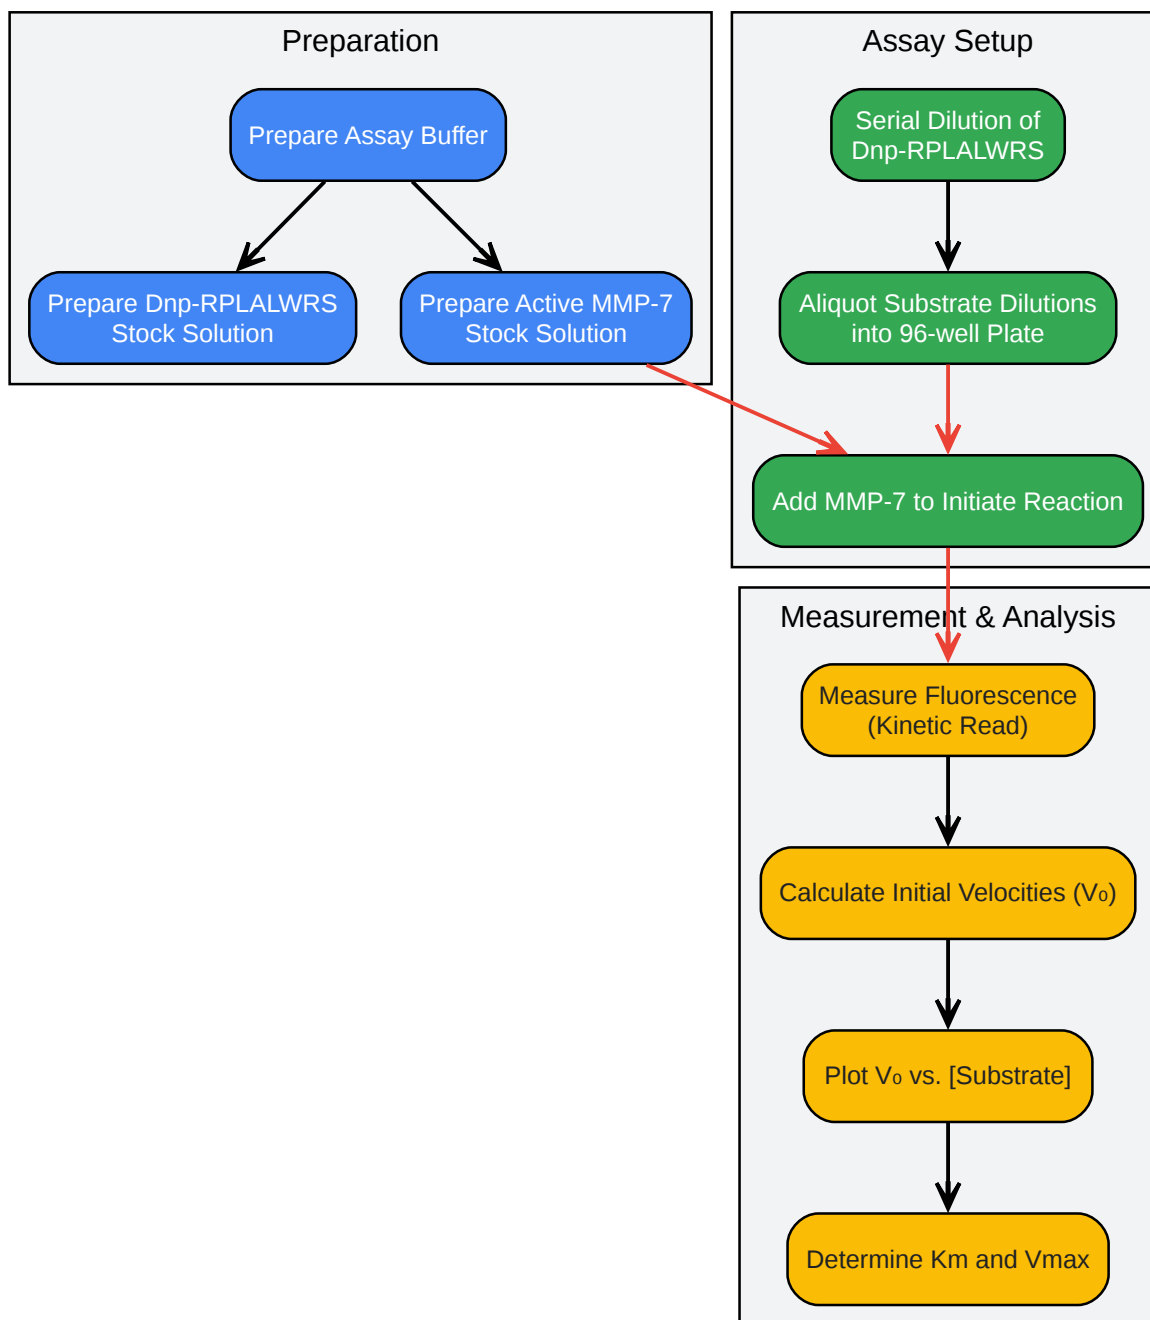 Preparation
Prepare Assay Buffer
Prepare Dnp-RPLALWRS
Stock Solution
Prepare Active MMP-7
Stock Solution
Assay Setup
Serial Dilution of
Dnp-RPLALWRS
Aliquot Substrate Dilutions
into 96-well Plate
Add MMP-7 to Initiate Reaction
Measurement & Analysis
Measure Fluorescence
(Kinetic Read)
Calculate Initial Velocities (V₀)
Plot V₀ vs. [Substrate]
Determine Km and Vmax